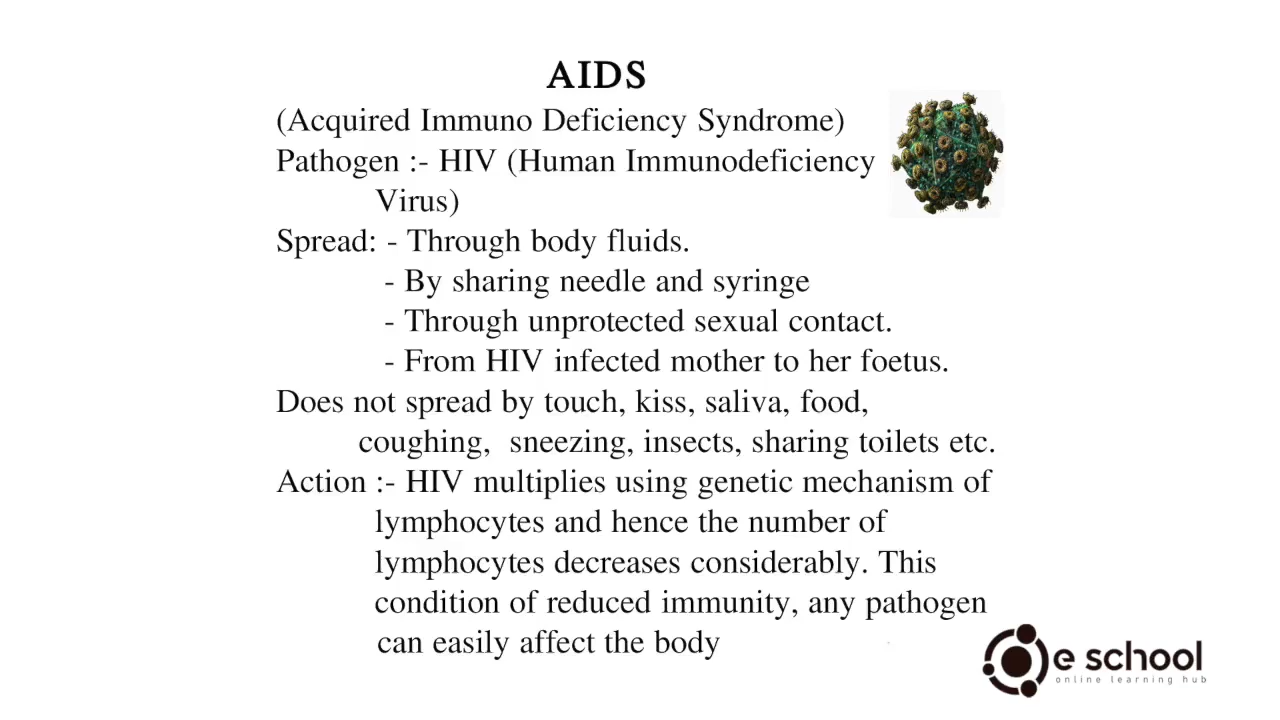 AIDS
(Acquired Immuno Deficiency Syndrome)
Pathogen :- HIV (Human Immunodeficiency
Virus)
Spread: - Through body fluids.
- By sharing needle and syringe
- Through unprotected sexual contact.
- From HIV infected mother to her foetus.
Does not spread by touch, kiss, saliva, food,
coughing, sneezing, insects, sharing toilets etc.
Action :- HIV multiplies using genetic mechanism of
lymphocytes and hence the number of
lymphocytes decreases considerably. This
condition of reduced immunity, any pathogen
can easily affect the body
e school
online learning hub